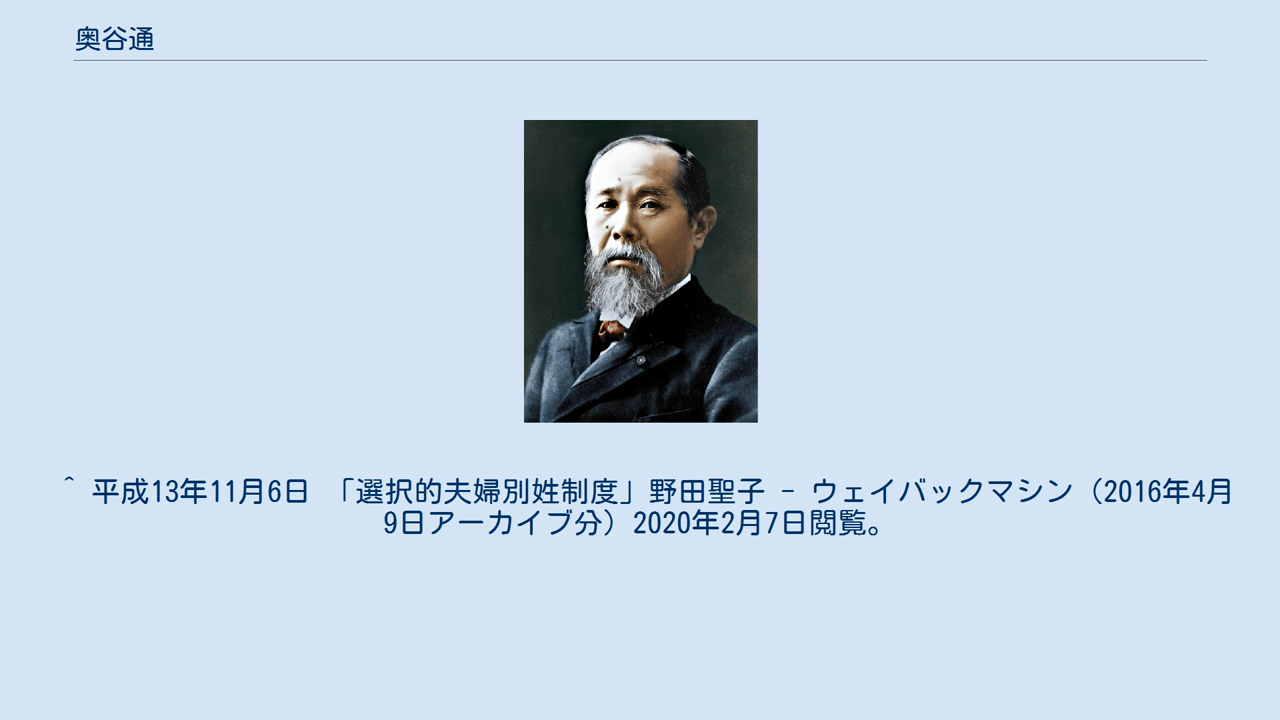 奥谷通
^ 平成13年11月6日 「選択的夫婦別姓制度」野田聖子 - ウェイバックマシン（2016年4月
9日アーカイブ分）2020年2月7日閲覧。